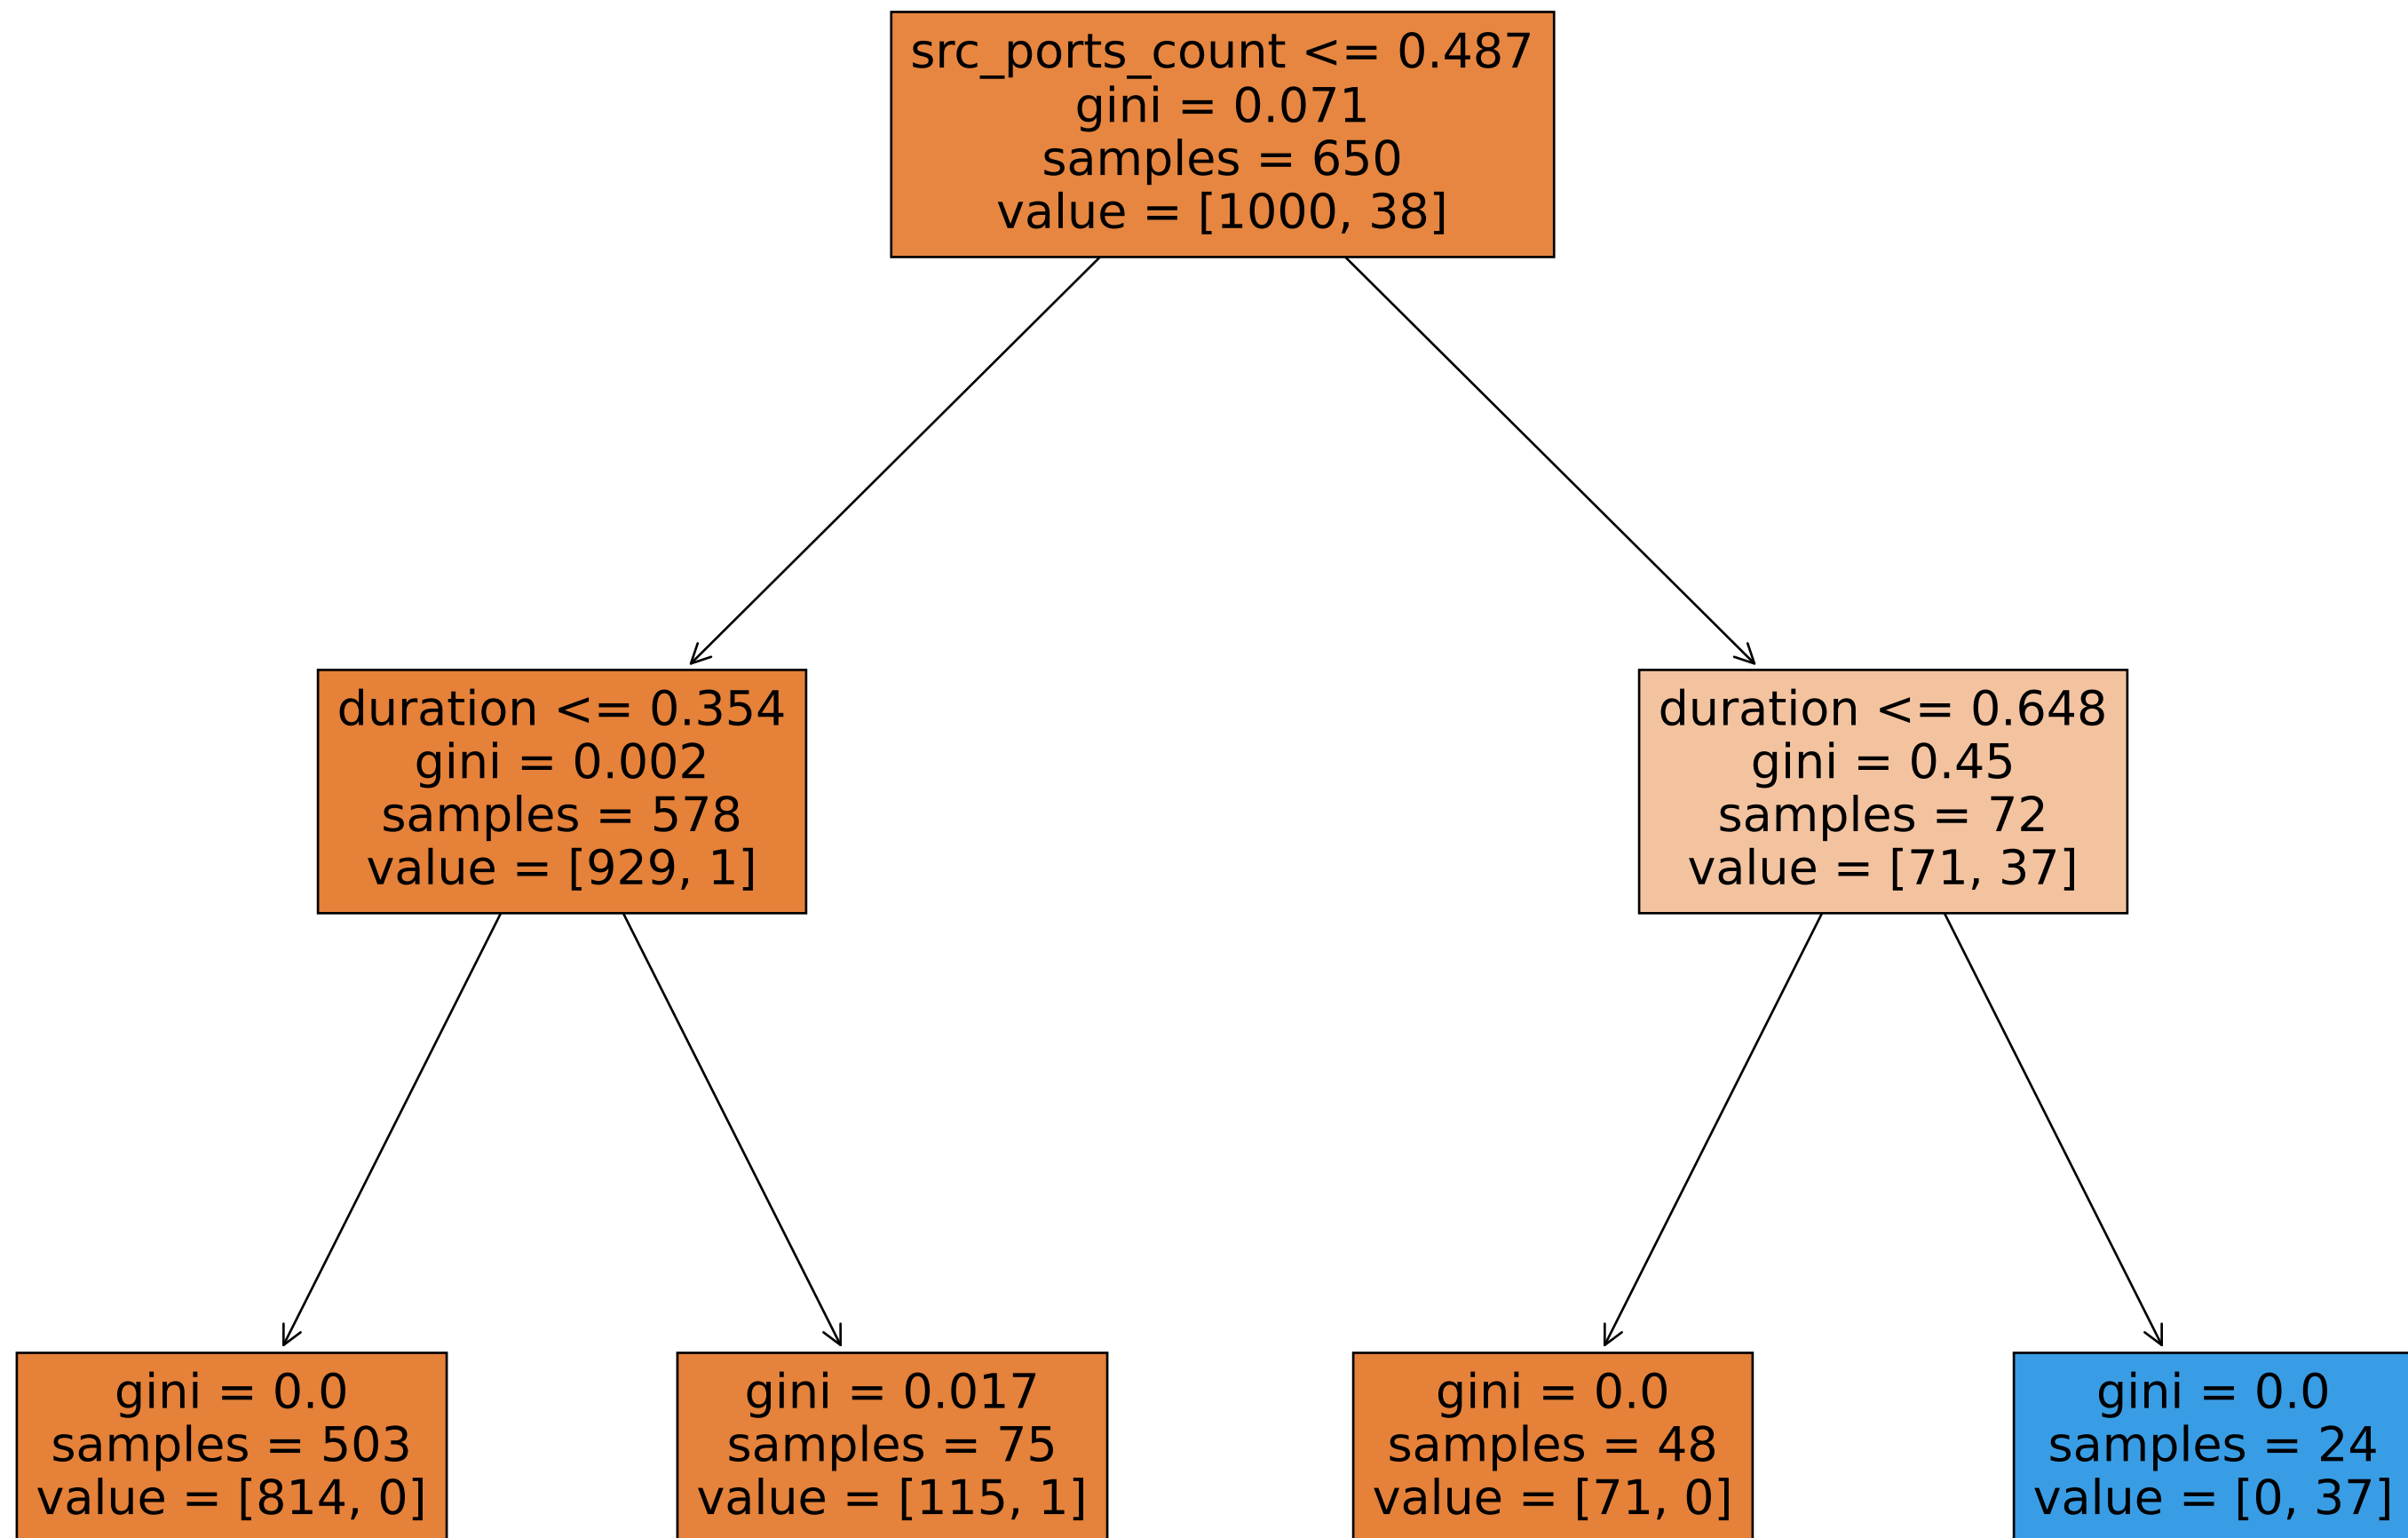 src_ports_count <= 0.487
gini = 0.071
samples = 650
value = [1000, 38]
duration <= 0.354
gini = 0.002
samples = 578
value = [929, 1]
duration <= 0.648
gini = 0.45
samples = 72
value = [71, 37]
gini = 0.0
samples = 503
value = [814, 0]
gini = 0.017
samples = 75
value = [115, 1]
gini = 0.0
samples = 48
value = [71, 0]
gini = 0.0
samples = 24
value = [0, 37]